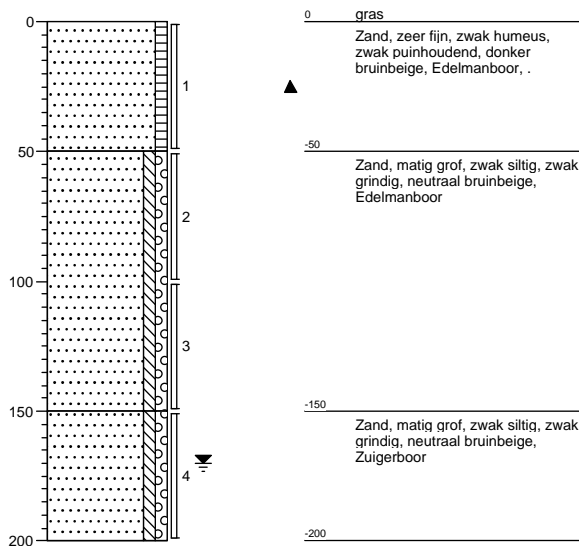 0
50
100
150
200
1
2
3
4
0
gras
Zand, zeer fijn, zwak humeus,
zwak puinhoudend, donker
bruinbeige, Edelmanboor, .
-50
Zand, matig grof, zwak siltig, zwak
grindig, neutraal bruinbeige,
Edelmanboor
-150
Zand, matig grof, zwak siltig, zwak
grindig, neutraal bruinbeige,
Zuigerboor
-200